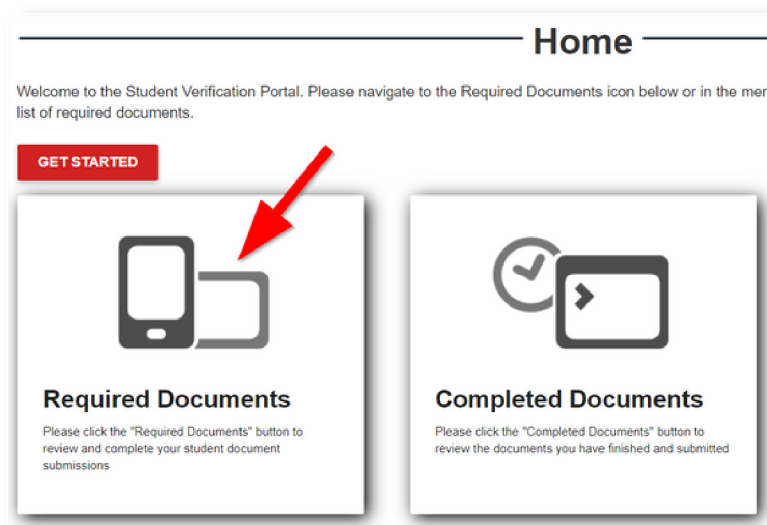 Home
Welcome to the Student Verification Portal. Please navigate to the Required Documents icon below or in the
list of required documents.
GET STARTED
Required Documents
Please click the "Required Documents" button to
review and complete your student document
submissions
Completed Documents
Please click the "Completed Documents" button to
review the documents you have finished and submitted